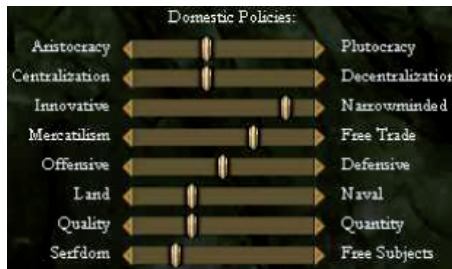 Domestic Policies:
Aristocracy Plutocracy
Centralization Decentralization
Innovative Narrowminded
Mercatilism Free Trade
Offensive Defensive
Land Naval
Quality Quantity
Serfdom Free Subjects